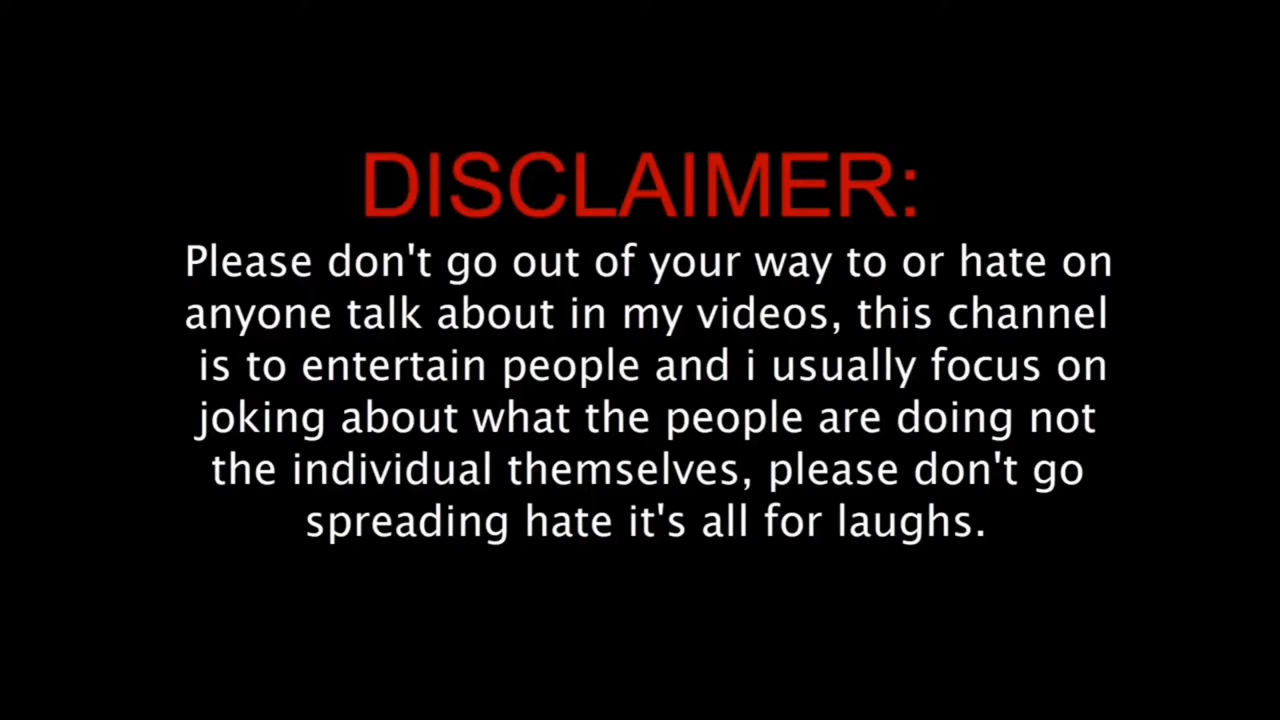 DISCLAIMER:
Please don't go out of your way to or hate on
anyone talk about in my videos, this channel
is to entertain people and i usually focus on
joking about what the people are doing not
the individual themselves, please don't go
spreading hate it's all for laughs.